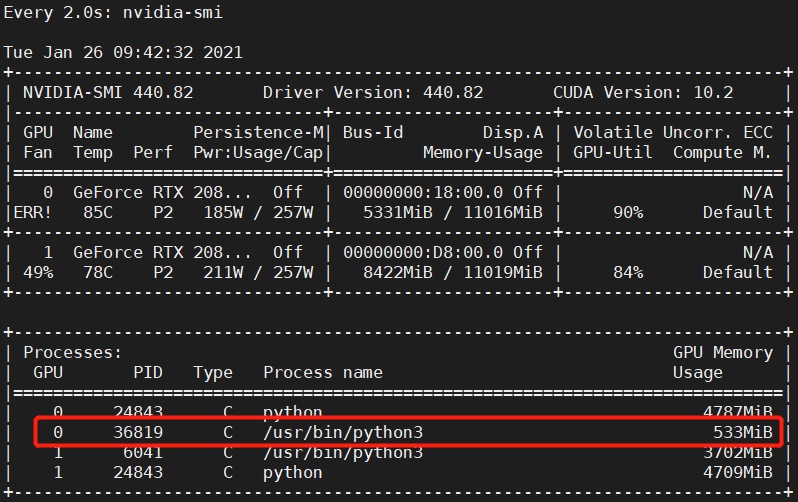 Every 2.0s: nvidia-smi
Tue Jan 26 09:42:32 2021
+-----------------------------------------------------------------------------+
| NVIDIA-SMI 440.82       Driver Version: 440.82       CUDA Version: 10.2     |
|-------------------------------+----------------------+----------------------+
| GPU  Name        Persistence-M| Bus-Id        Disp.A | Volatile Uncorr. ECC |
| Fan  Temp  Perf  Pwr:Usage/Cap|         Memory-Usage | GPU-Util  Compute M. |
|===============================+======================+======================|
|   0  GeForce RTX 208...  Off  | 00000000:18:00.0 Off |                  N/A |
|ERR!   85C    P2   185W / 257W |   5331MiB / 11016MiB |     90%      Default |
+-------------------------------+----------------------+----------------------+
|   1  GeForce RTX 208...  Off  | 00000000:D8:00.0 Off |                  N/A |
| 49%   78C    P2   211W / 257W |   8422MiB / 11019MiB |     84%      Default |
+-------------------------------+----------------------+----------------------+
+-----------------------------------------------------------------------------+
| Processes:                                                       GPU Memory |
|  GPU       PID   Type   Process name                             Usage      |
|=============================================================================|
|    0     24843      C   python                                      4787MiB |
|    0     36819      C   /usr/bin/python3                             533MiB |
|    1      6041      C   /usr/bin/python3                            3702MiB |
|    1     24843      C   python                                      4709MiB |
+-----------------------------------------------------------------------------+